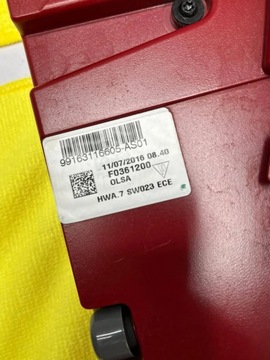 99163116605-AS01
11/07/2016 08.40
F0361200
OLSA
HWA.7 SW023 ECE